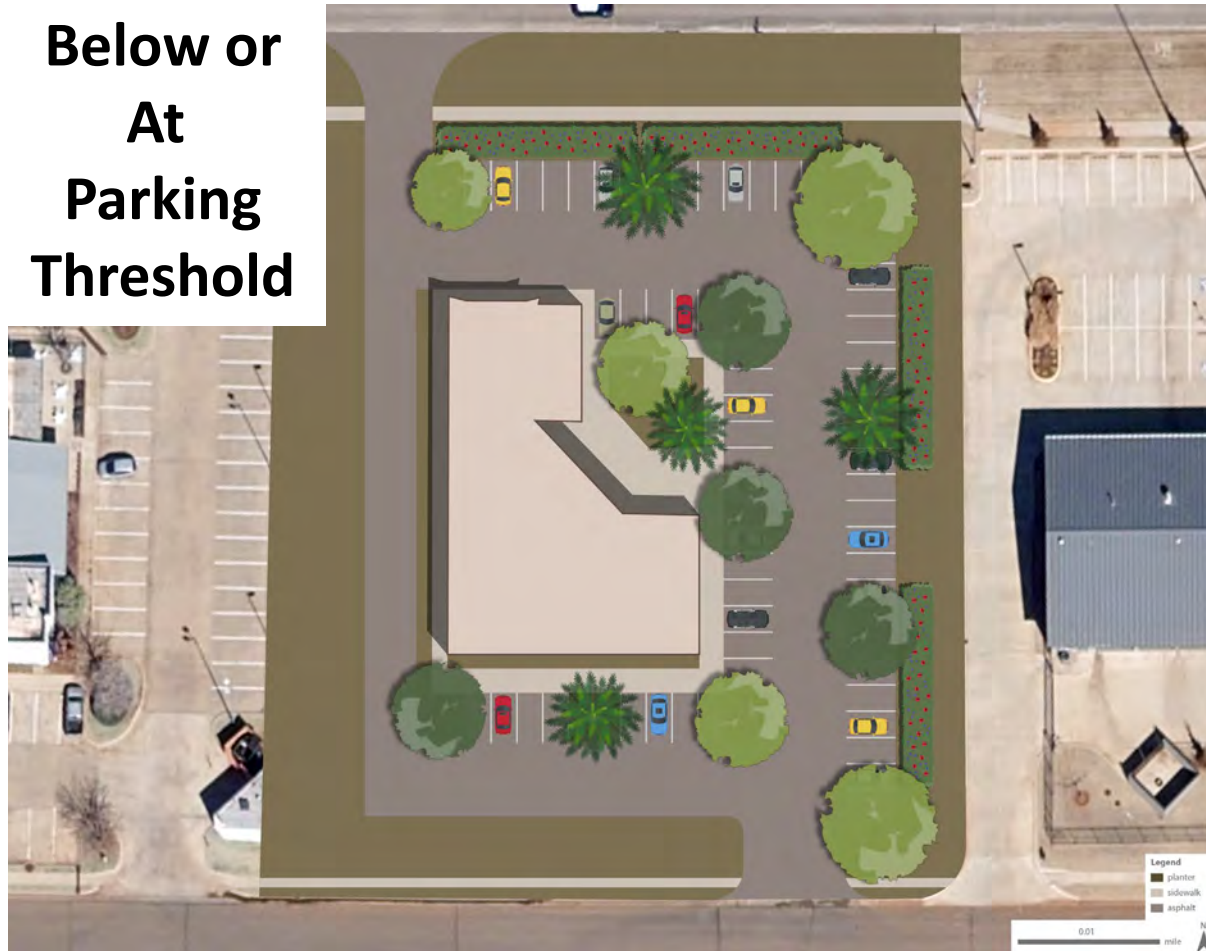 Below or
At
Parking
Threshold
Legend
planter
sidewalk
asphalt
0.01
mile
N